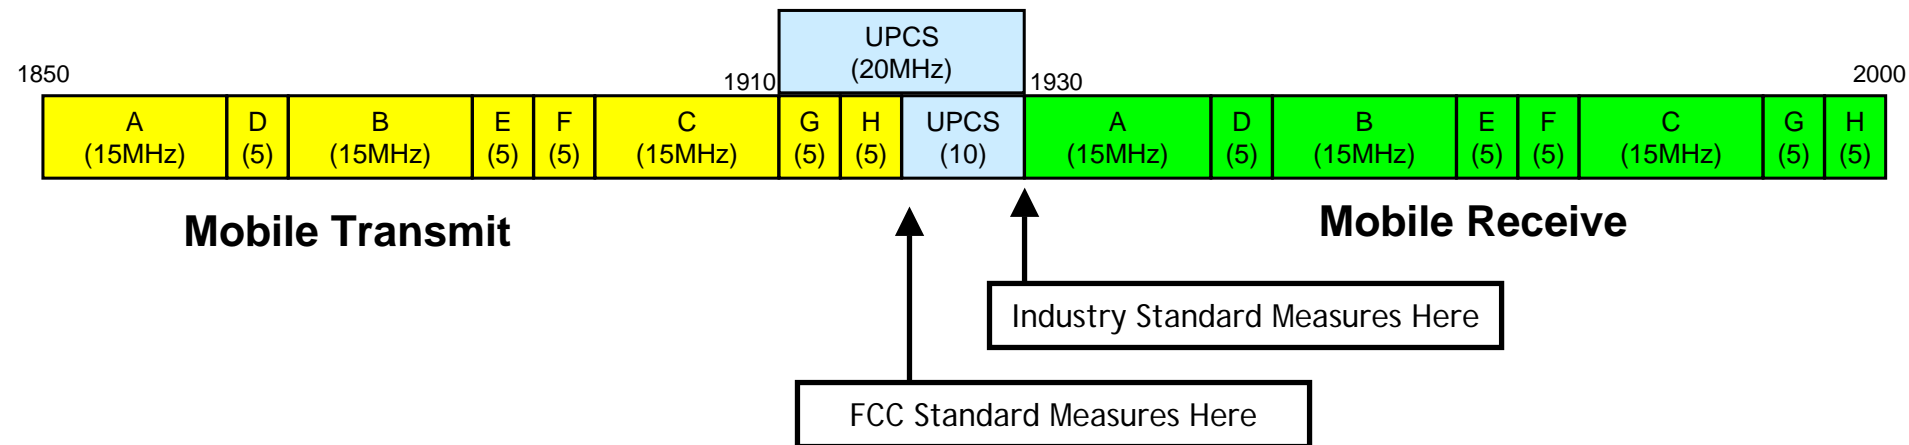 UPCS
(20MHz)
1850
1910
1930
2000
A
(15MHz)
D
(5)
B
(15MHz)
E
(5)
F
(5)
C
(15MHz)
G
(5)
H
(5)
UPCS
(10)
A
(15MHz)
D
(5)
B
(15MHz)
E
(5)
F
(5)
C
(15MHz)
G
(5)
H
(5)
Mobile Transmit
Mobile Receive
Industry Standard Measures Here
FCC Standard Measures Here